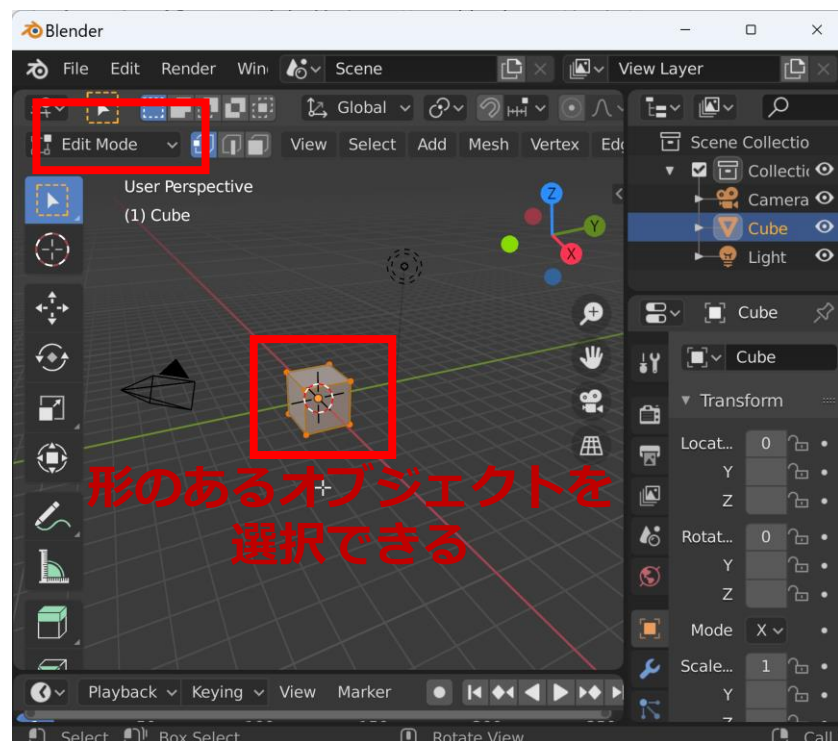 Blender
File Edit Render Win Scene View Layer
Global
Edit Mode View Select Add Mesh Vertex Ed
User Perspective
(1) Cube
Z
Y
X
形のあるオブジェクトを
選択できる
Scene Collectio
Collecti
Camera
Cube
Light
Cube
Cube
Transform
Locat... 0
Y
Z
Rotat... 0
Y
Z
Mode X
Scale... 1
Y
Playback Keying View Marker
Select Box Select Rotate View Call